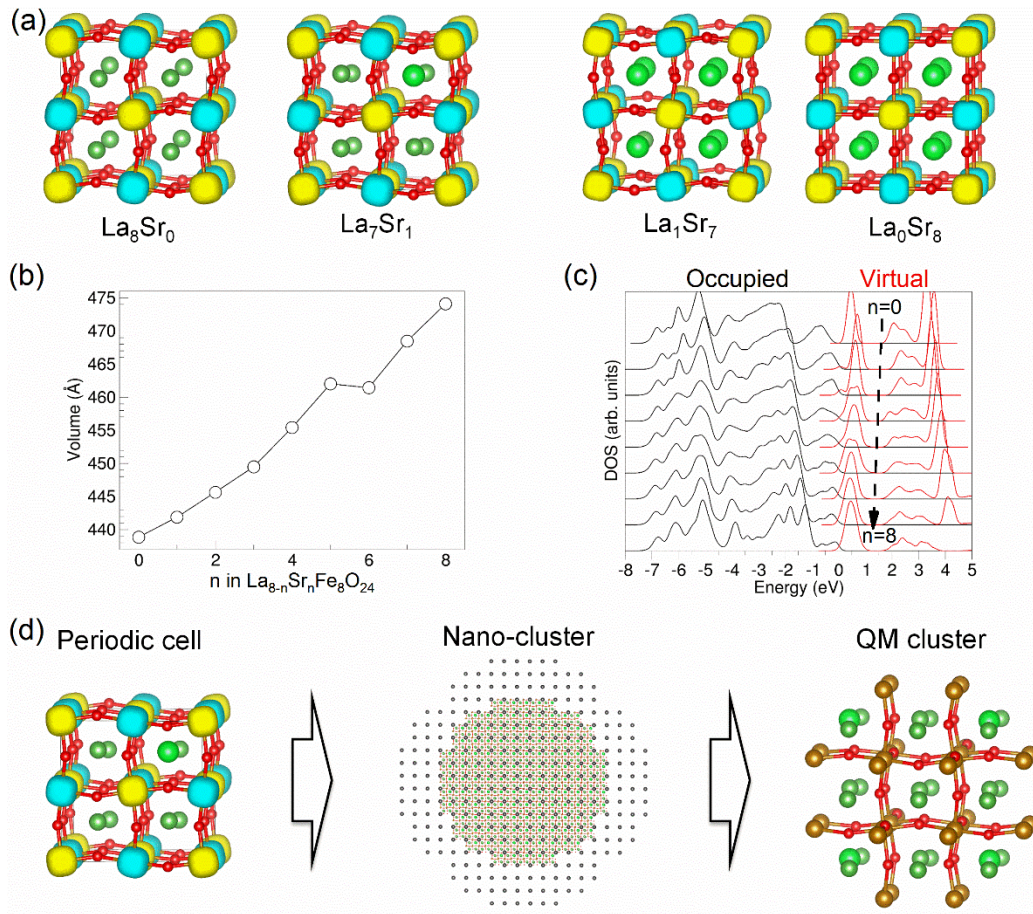 (a)
La₈Sr₀
La₇Sr₁
La₁Sr₇
La₀Sr₈
(b)
475
470
465
460
455
450
445
440
Volume (Å)
0 2 4 6 8
n in La₈₋ₙSrₙFe₈O₂₄
(c)
Occupied Virtual
n=0
n=8
DOS (arb. units)
-8 -7 -6 -5 -4 -3 -2 -1 0 1 2 3 4 5
Energy (eV)
(d)
Periodic cell
Nano-cluster
QM cluster